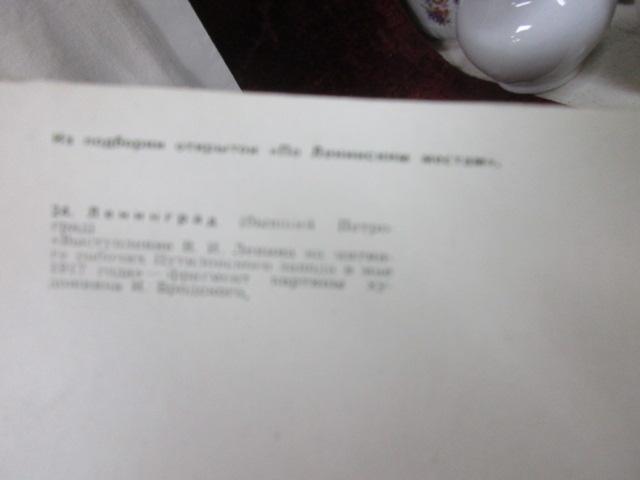 Из подборки открыток «По Ленинским местам».
24. Ленинград (бывший Петро-
град)
«Выступление В. И. Ленина на митин-
ге рабочих Путиловского завода в мае
1917 года» — фрагмент картины ху-
дожника И. Бродского.